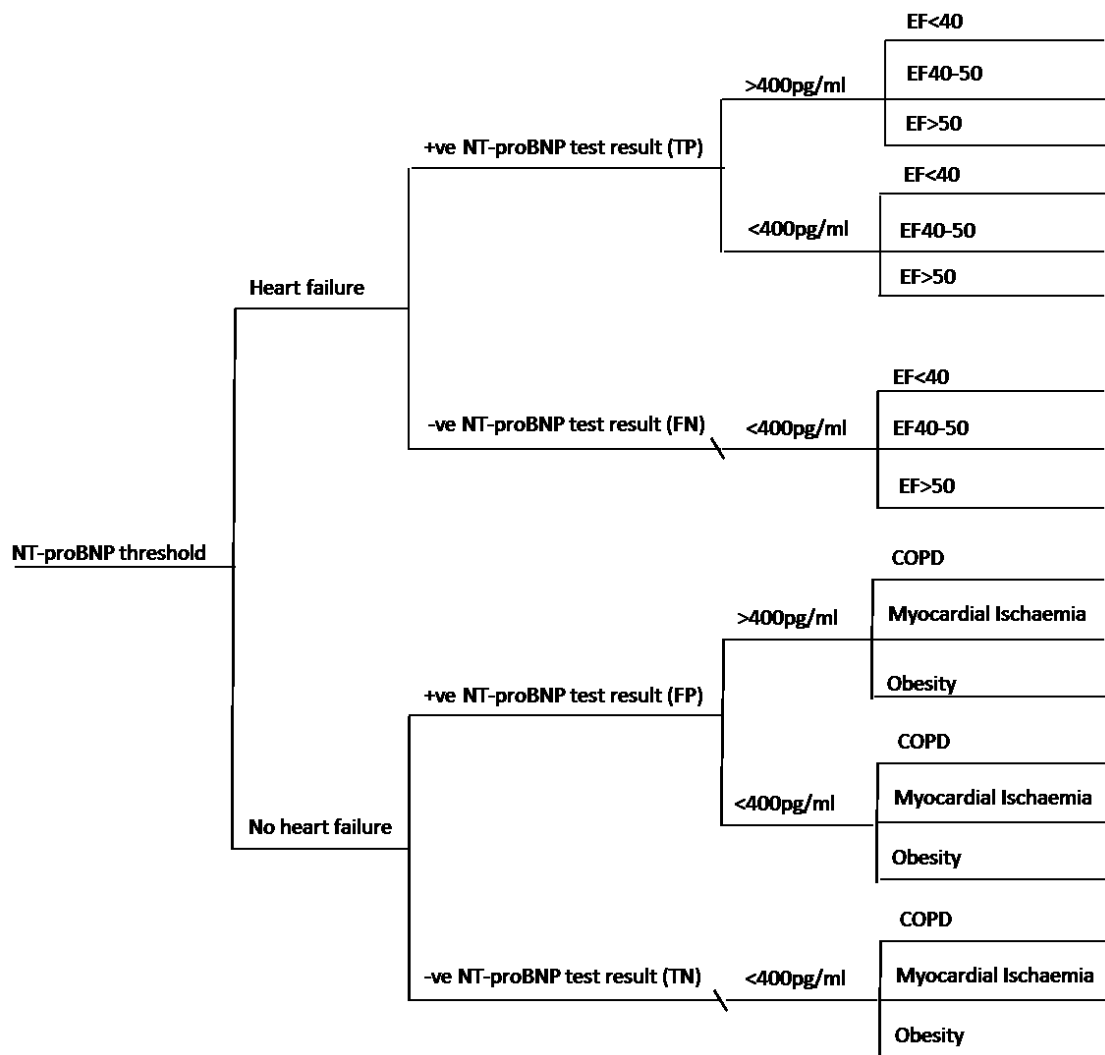 EF<40
EF40-50
>400pg/ml
EF>50
+ve NT-proBNP test result (TP)
EF<40
<400pg/ml
EF40-50
EF>50
Heart failure
EF<40
-ve NT-proBNP test result (FN)
<400pg/ml
EF40-50
EF>50
NT-proBNP threshold
COPD
>400pg/ml
Myocardial Ischaemia
Obesity
+ve NT-proBNP test result (FP)
COPD
<400pg/ml
Myocardial Ischaemia
No heart failure
Obesity
COPD
-ve NT-proBNP test result (TN)
<400pg/ml
Myocardial Ischaemia
Obesity